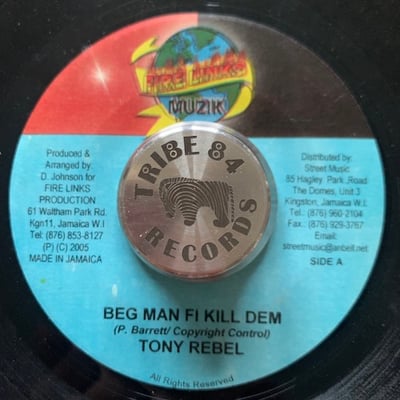 FIRE LINKS
MUZIK
Produced &
Arranged by:
D. Johnson for
FIRE LINKS
PRODUCTION
61 Waltham Park Rd.
Kgn11, Jamaica W.I
Tel: (876) 853-8127
(P) (C) 2005
MADE IN JAMAICA
TRIBE 84
RECORDS
Distributed by:
Street Music
85 Hagley. Park ,Road
The Domes, Unit 3
Kingston, Jamaica W.I.
Tel.: (876) 960-2104
Fax.: (876) 929-3767
Email:
streetmusic@anbell.net
SIDE A
BEG MAN FI KILL DEM
(P. Barrett/ Copyright Control)
TONY REBEL
All Rights Reserved